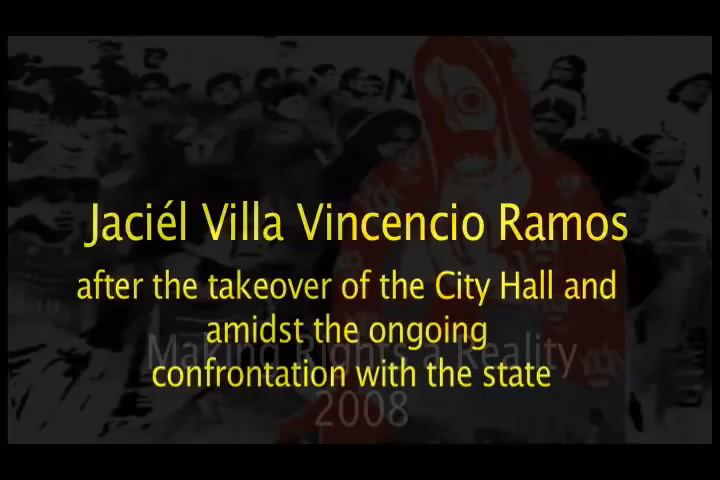 Jaciél Villa Vincencio Ramos
after the takeover of the City Hall and
amidst the ongoing
Making Rights a Reality
confrontation with the state
2008